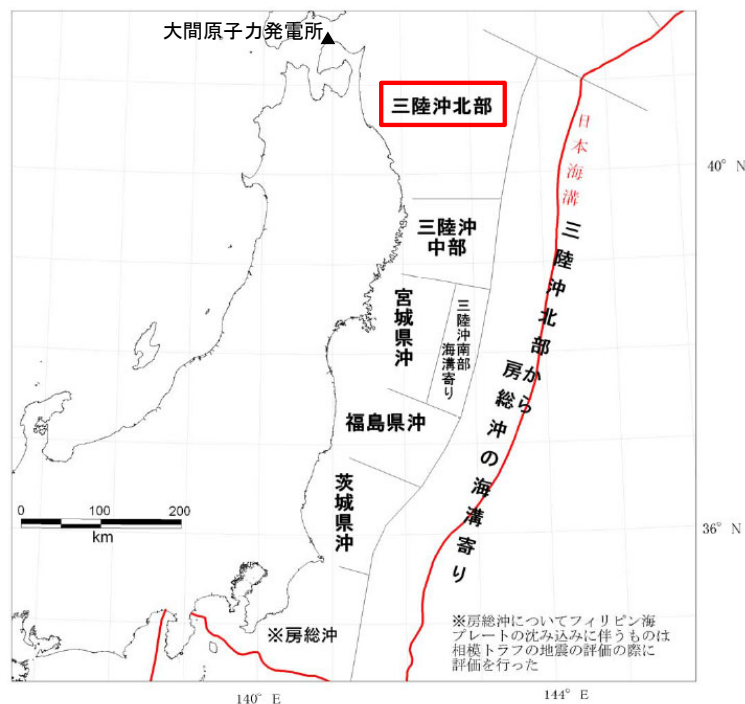 大間原子力発電所
三陸沖北部
日本海溝
40° N
三陸沖
中部
三陸沖北部から
房総沖の海溝寄り
宮城県沖
三陸沖南部
海溝寄り
福島県沖
茨城県沖
0 100 200
km
36° N
※房総沖
※房総沖についてフィリピン海
プレートの沈み込みに伴うものは
相模トラフの地震の評価の際に
評価を行った
140° E
144° E